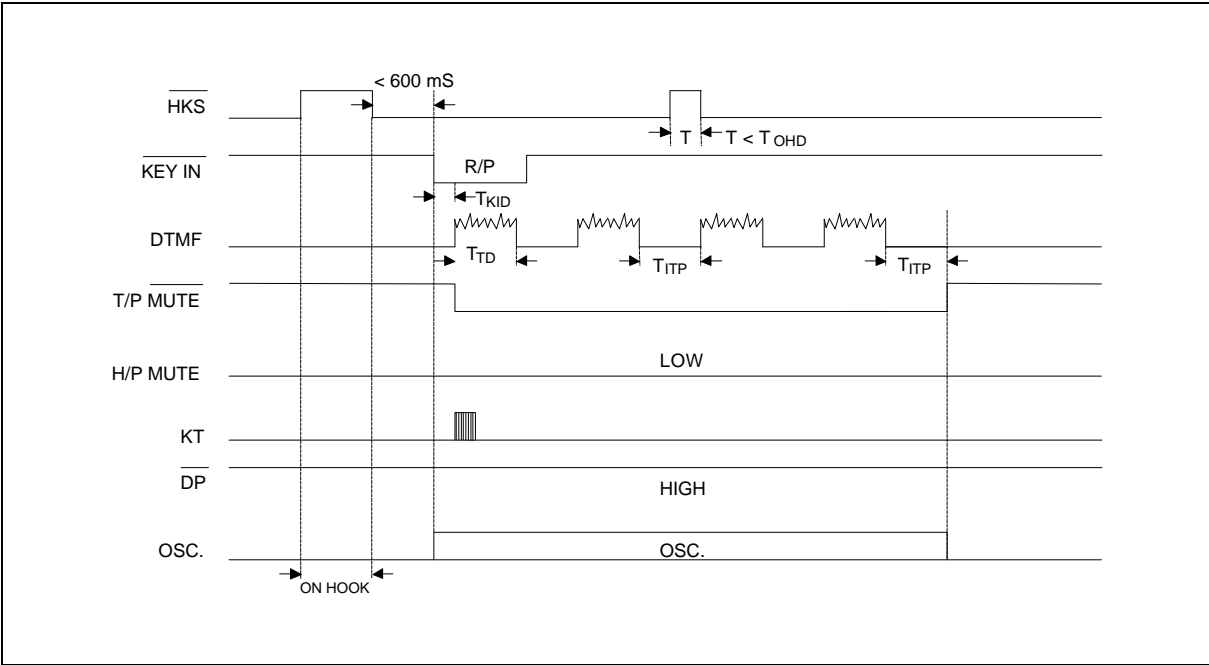 < 600 mS
HKS
T
T < TOHD
KEY IN
R/P
TKID
DTMF
TTD
TITP
TITP
T/P MUTE
LOW
H/P MUTE
KT
DP
HIGH
OSC.
OSC.
ON HOOK